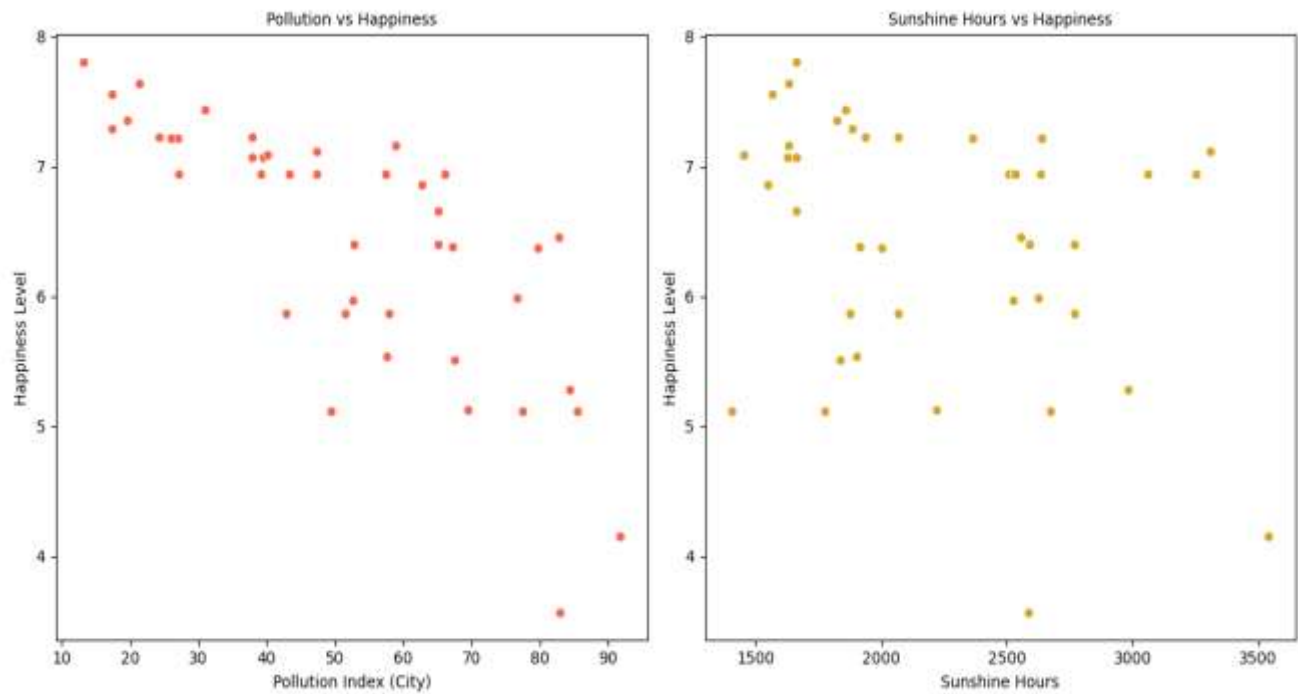 Pollution vs Happiness
8
7
6
5
4
Happiness Level
10 20 30 40 50 60 70 80 90
Pollution Index (City)
Sunshine Hours vs Happiness
8
7
6
5
4
Happiness Level
1500 2000 2500 3000 3500
Sunshine Hours